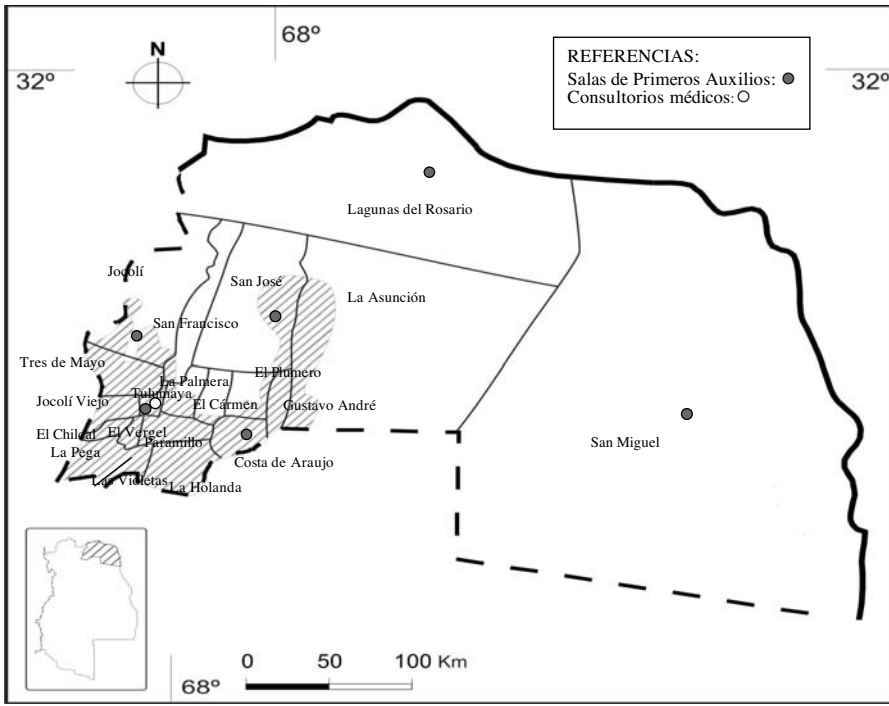 68º
32º
32º
N
REFERENCIAS:
Salas de Primeros Auxilios:
Consultorios médicos:
Lagunas del Rosario
Jocolí
San José
La Asunción
San Francisco
Tres de Mayo
El Plumero
La Palmera
Tulumaya
Jocolí Viejo
El Cármen
Gustavo André
El Chilcal
El Vergel
Paramillo
San Miguel
La Pega
Costa de Araujo
Las Violetas
La Holanda
0 50 100 Km
68º